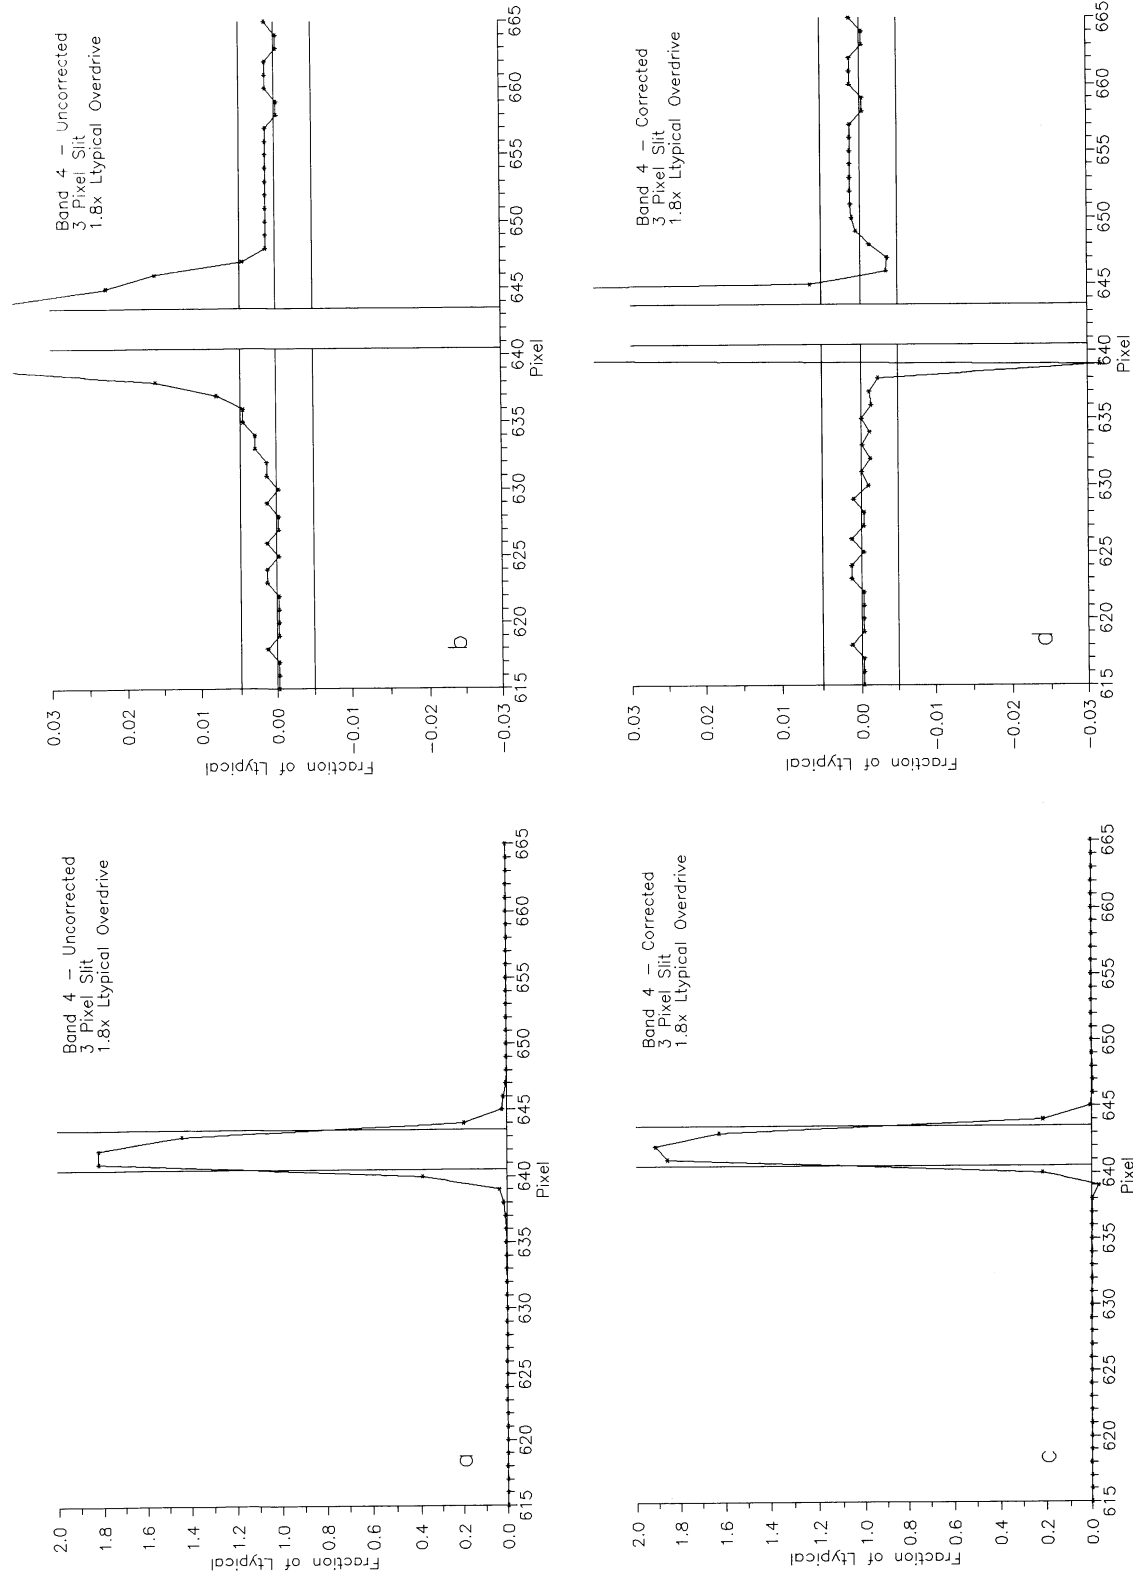 Band 4 – Uncorrected
3 Pixel Slit
1.8x Ltypical Overdrive
Fraction of Ltypical
2.0
1.8
1.6
1.4
1.2
1.0
0.8
0.6
0.4
0.2
0.0
a
615 620 625 630 635 640 645 650 655 660 665
Pixel
Band 4 – Uncorrected
3 Pixel Slit
1.8x Ltypical Overdrive
Fraction of Ltypical
0.03
0.02
0.01
0.00
−0.01
−0.02
−0.03
b
615 620 625 630 635 640 645 650 655 660 665
Pixel
Band 4 – Corrected
3 Pixel Slit
1.8x Ltypical Overdrive
Fraction of Ltypical
2.0
1.8
1.6
1.4
1.2
1.0
0.8
0.6
0.4
0.2
0.0
c
615 620 625 630 635 640 645 650 655 660 665
Pixel
Band 4 – Corrected
3 Pixel Slit
1.8x Ltypical Overdrive
Fraction of Ltypical
0.03
0.02
0.01
0.00
−0.01
−0.02
−0.03
d
615 620 625 630 635 640 645 650 655 660 665
Pixel